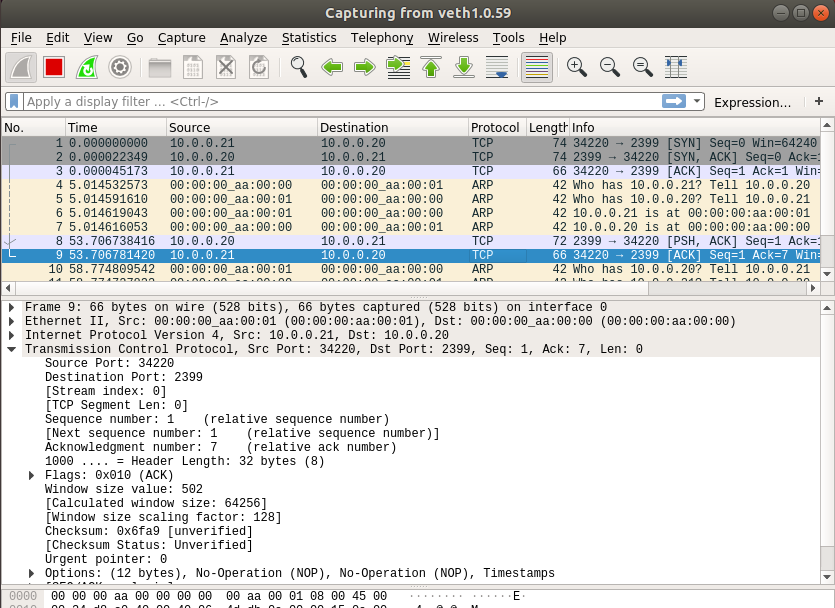 Capturing from veth1.0.59
File Edit View Go Capture Analyze Statistics Telephony Wireless Tools Help
Apply a display filter … <Ctrl-/> Expression… +
No. Time Source Destination Protocol Length Info
1 0.000000000 10.0.0.21 10.0.0.20 TCP 74 34220 → 2399 [SYN] Seq=0 Win=64240
2 0.000022349 10.0.0.20 10.0.0.21 TCP 74 2399 → 34220 [SYN, ACK] Seq=0 Ack=1
3 0.000045173 10.0.0.21 10.0.0.20 TCP 66 34220 → 2399 [ACK] Seq=1 Ack=1 Win=
4 5.014532573 00:00:00_aa:00:00 00:00:00_aa:00:01 ARP 42 Who has 10.0.0.21? Tell 10.0.0.20
5 5.014591610 00:00:00_aa:00:01 00:00:00_aa:00:00 ARP 42 Who has 10.0.0.20? Tell 10.0.0.21
6 5.014619043 00:00:00_aa:00:01 00:00:00_aa:00:00 ARP 42 10.0.0.21 is at 00:00:00:aa:00:01
7 5.014616053 00:00:00_aa:00:00 00:00:00_aa:00:01 ARP 42 10.0.0.20 is at 00:00:00:aa:00:00
8 53.706738416 10.0.0.20 10.0.0.21 TCP 72 2399 → 34220 [PSH, ACK] Seq=1 Ack=1
9 53.706781420 10.0.0.21 10.0.0.20 TCP 66 34220 → 2399 [ACK] Seq=1 Ack=7 Win=
10 58.774809542 00:00:00_aa:00:01 00:00:00_aa:00:00 ARP 42 Who has 10.0.0.20? Tell 10.0.0.21
Frame 9: 66 bytes on wire (528 bits), 66 bytes captured (528 bits) on interface 0
Ethernet II, Src: 00:00:00_aa:00:01 (00:00:00:aa:00:01), Dst: 00:00:00_aa:00:00 (00:00:00:aa:00:00)
Internet Protocol Version 4, Src: 10.0.0.21, Dst: 10.0.0.20
Transmission Control Protocol, Src Port: 34220, Dst Port: 2399, Seq: 1, Ack: 7, Len: 0
Source Port: 34220
Destination Port: 2399
[Stream index: 0]
[TCP Segment Len: 0]
Sequence number: 1 (relative sequence number)
[Next sequence number: 1 (relative sequence number)]
Acknowledgment number: 7 (relative ack number)
1000 .... = Header Length: 32 bytes (8)
Flags: 0x010 (ACK)
Window size value: 502
[Calculated window size: 64256]
[Window size scaling factor: 128]
Checksum: 0x6fa9 [unverified]
[Checksum Status: Unverified]
Urgent pointer: 0
Options: (12 bytes), No-Operation (NOP), No-Operation (NOP), Timestamps
0000 00 00 00 aa 00 00 00 00 00 aa 00 01 08 00 45 00 ········ ······E·